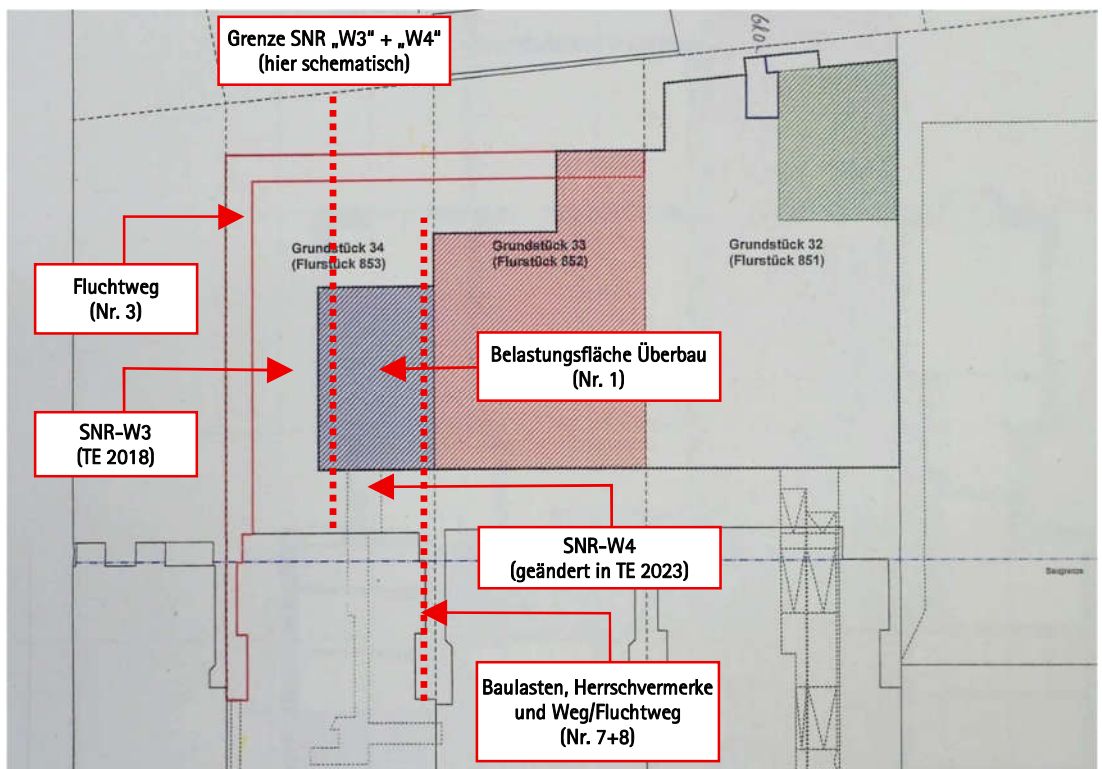 Grenze SNR „W3“ + „W4“
(hier schematisch)
Grundstück 34
(Flurstück 853)
Grundstück 33
(Flurstück 852)
Grundstück 32
(Flurstück 851)
Fluchtweg
(Nr. 3)
Belastungsfläche Überbau
(Nr. 1)
SNR-W3
(TE 2018)
SNR-W4
(geändert in TE 2023)
Baugrenze
Baulasten, Herrschvermerke
und Weg/Fluchtweg
(Nr. 7+8)